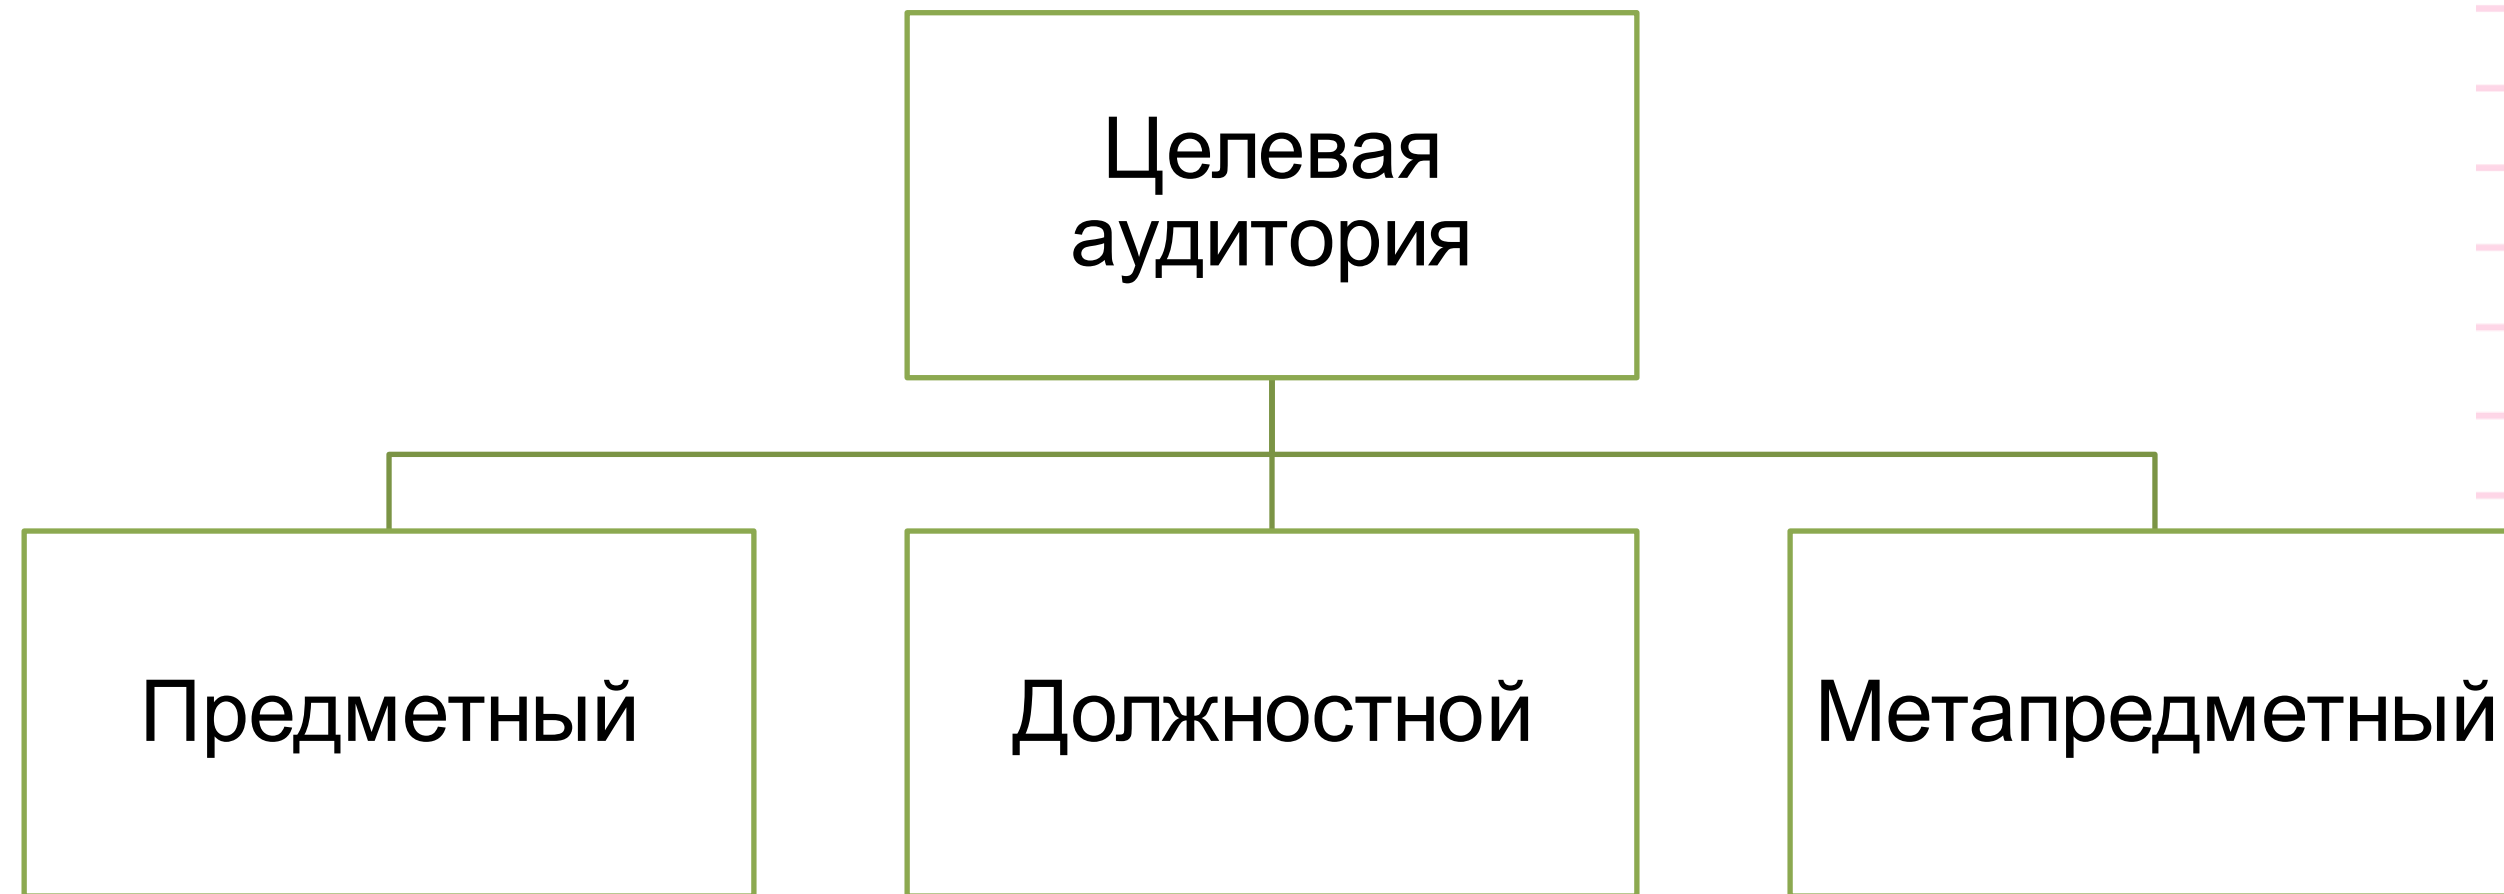 Целевая
аудитория
Предметный
Должностной
Метапредметный